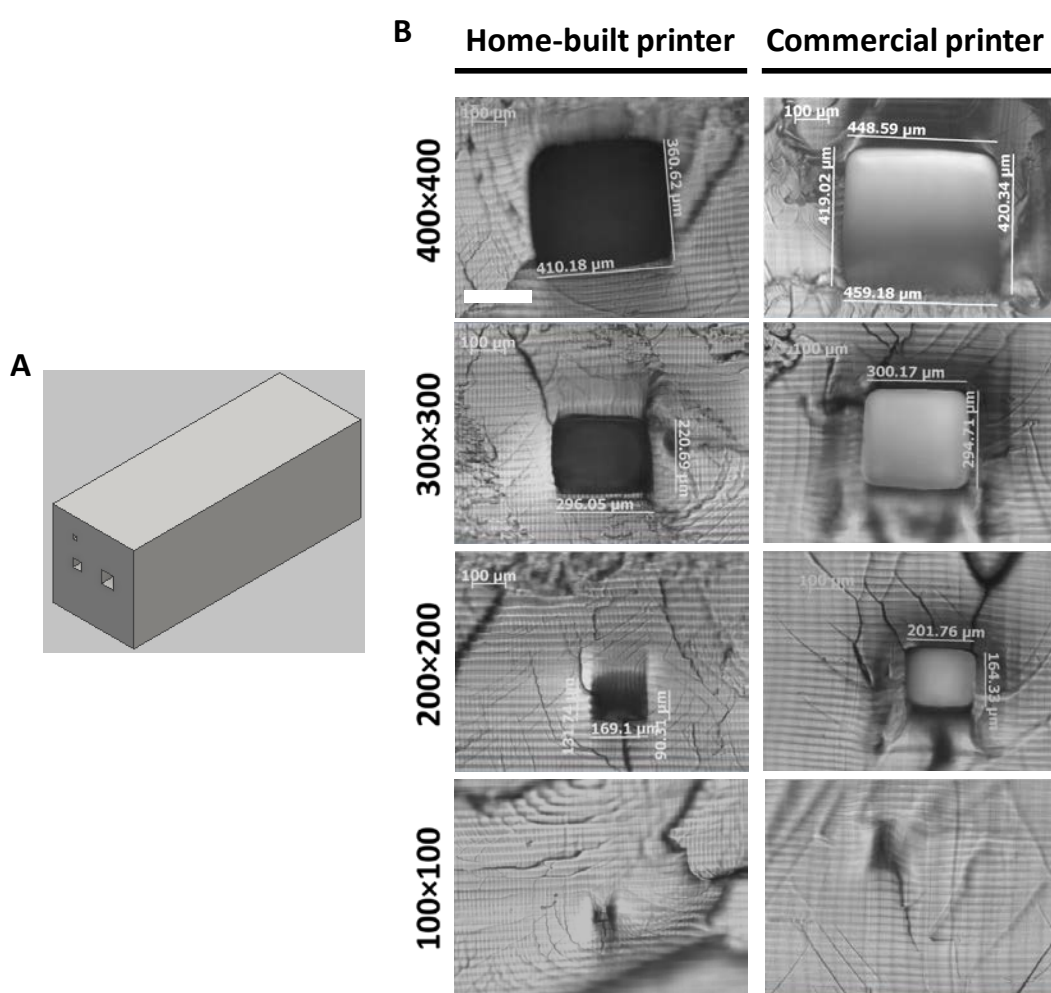 B
Home-built printer
Commercial printer
400×400
100 µm
360.62 µm
410.18 µm
100 µm
448.59 µm
419.02 µm
420.34 µm
459.18 µm
A
300×300
100 µm
220.69 µm
296.05 µm
100 µm
300.17 µm
294.71 µm
200×200
100 µm
131.74 µm
169.1 µm
90.31 µm
100 µm
201.76 µm
164.33 µm
100×100